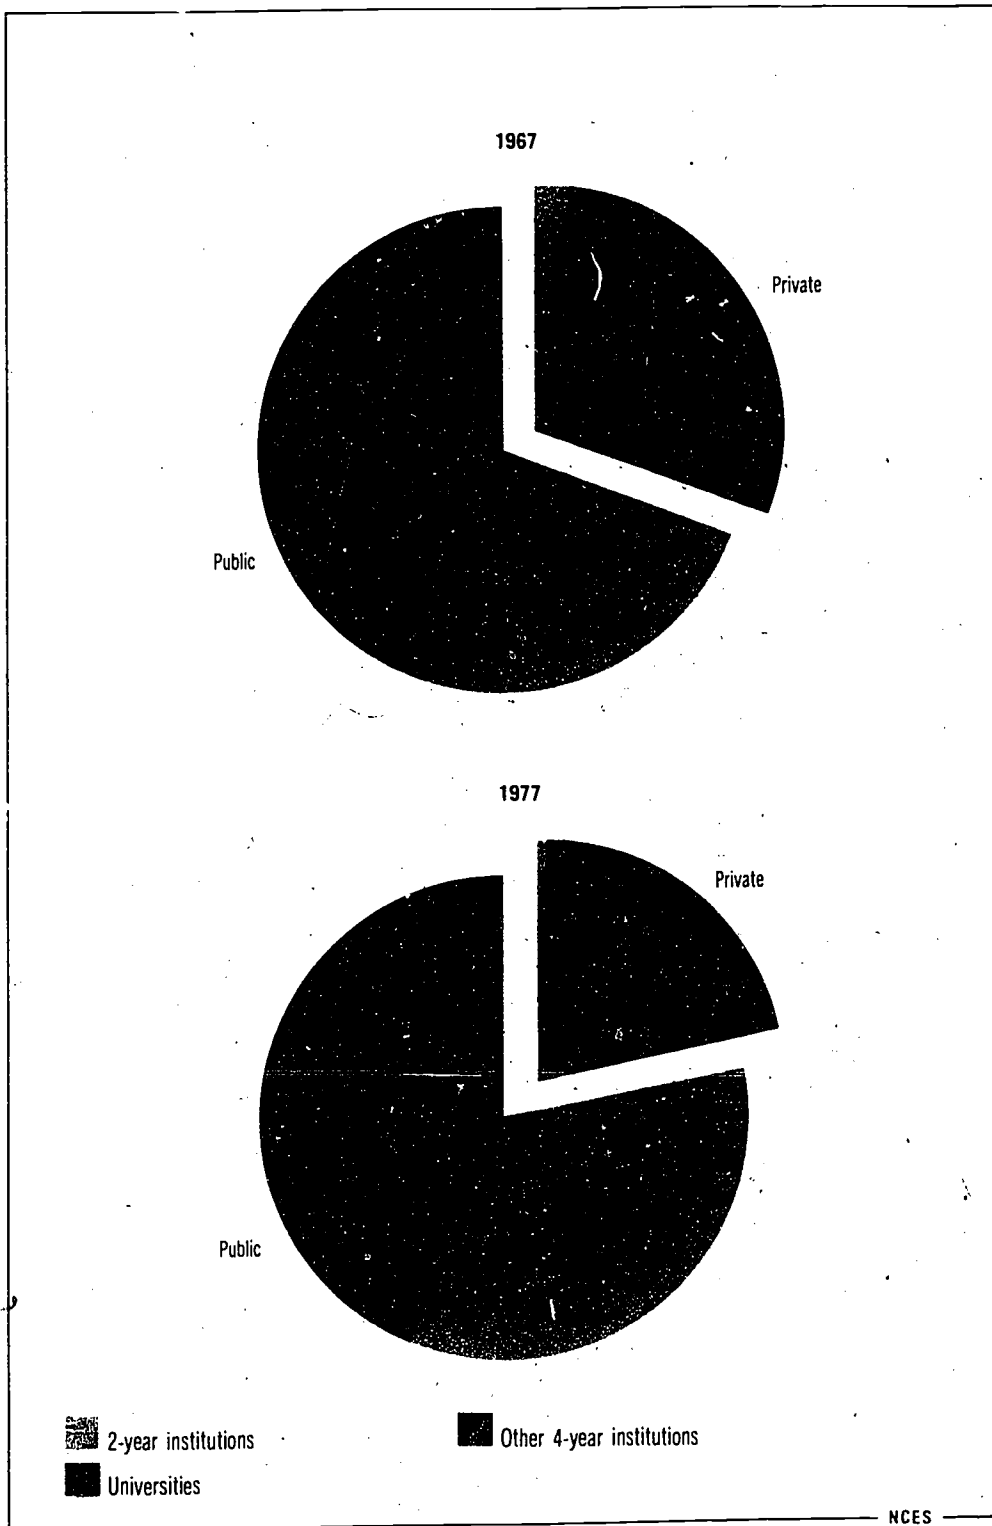 1967
Private
Public
1977
Private
Public
2-year institutions
Other 4-year institutions
Universities
NCES